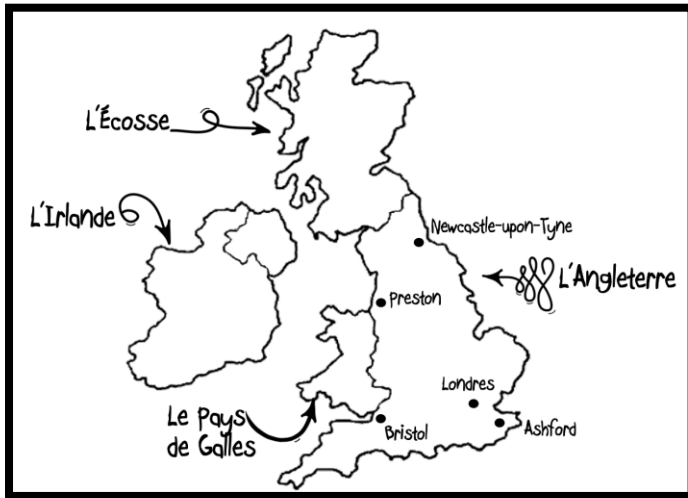 L'Écosse
L'Irlande
Newcastle-upon-Tyne
L'Angleterre
Preston
Londres
Le Pays
de Galles
Bristol
Ashford